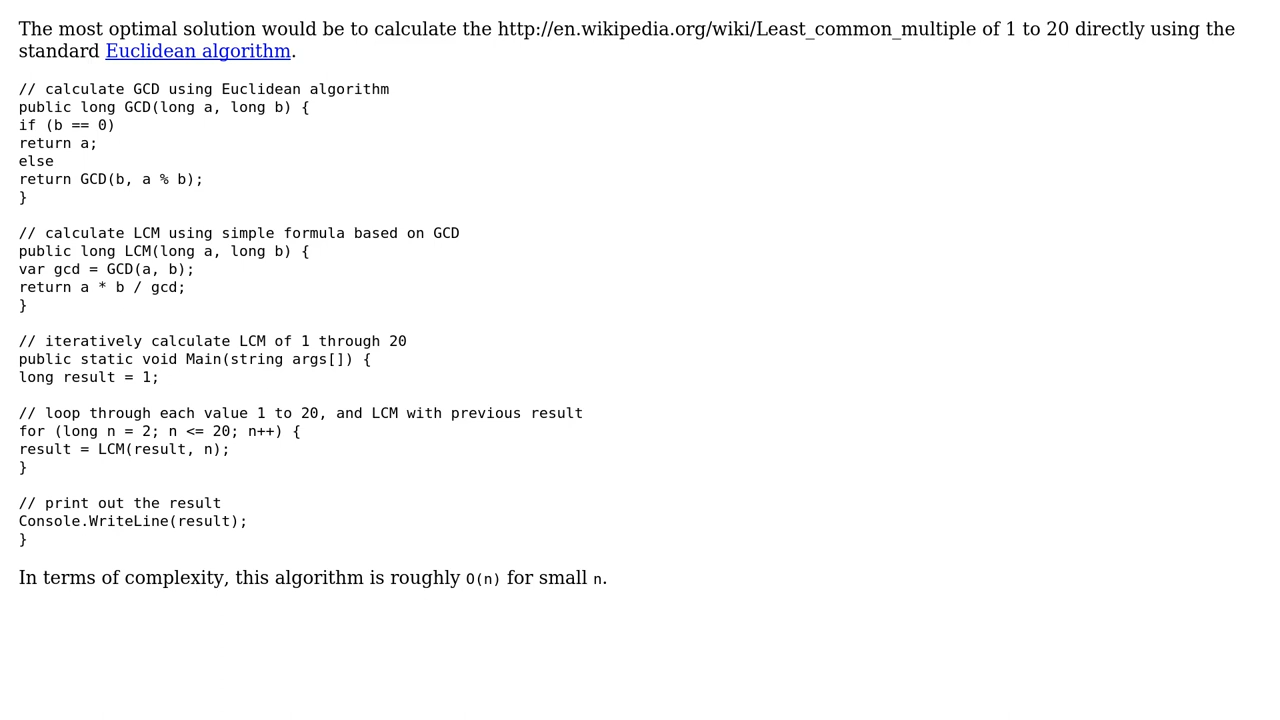 The most optimal solution would be to calculate the http://en.wikipedia.org/wiki/Least_common_multiple of 1 to 20 directly using the
standard Euclidean algorithm.
// calculate GCD using Euclidean algorithm
public long GCD(long a, long b) {
if (b == 0)
return a;
else
return GCD(b, a % b);
}
// calculate LCM using simple formula based on GCD
public long LCM(long a, long b) {
var gcd = GCD(a, b);
return a * b / gcd;
}
// iteratively calculate LCM of 1 through 20
public static void Main(string args[]) {
long result = 1;
// loop through each value 1 to 20, and LCM with previous result
for (long n = 2; n <= 20; n++) {
result = LCM(result, n);
}
// print out the result
Console.WriteLine(result);
}
In terms of complexity, this algorithm is roughly O(n) for small n.